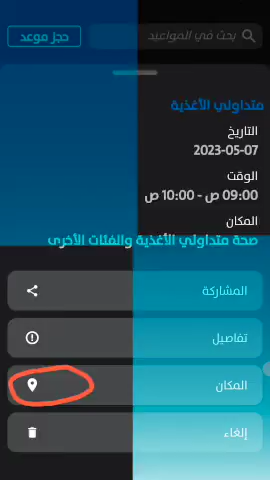 حجز موعد
بحث في المواعيد
متداولي الأغذية
التاريخ
2023-05-07
الوقت
09:00 ص - 10:00 ص
المكان
صحة متداولي الأغذية والفئات الأخرى
المشاركة
تفاصيل
المكان
إلغاء